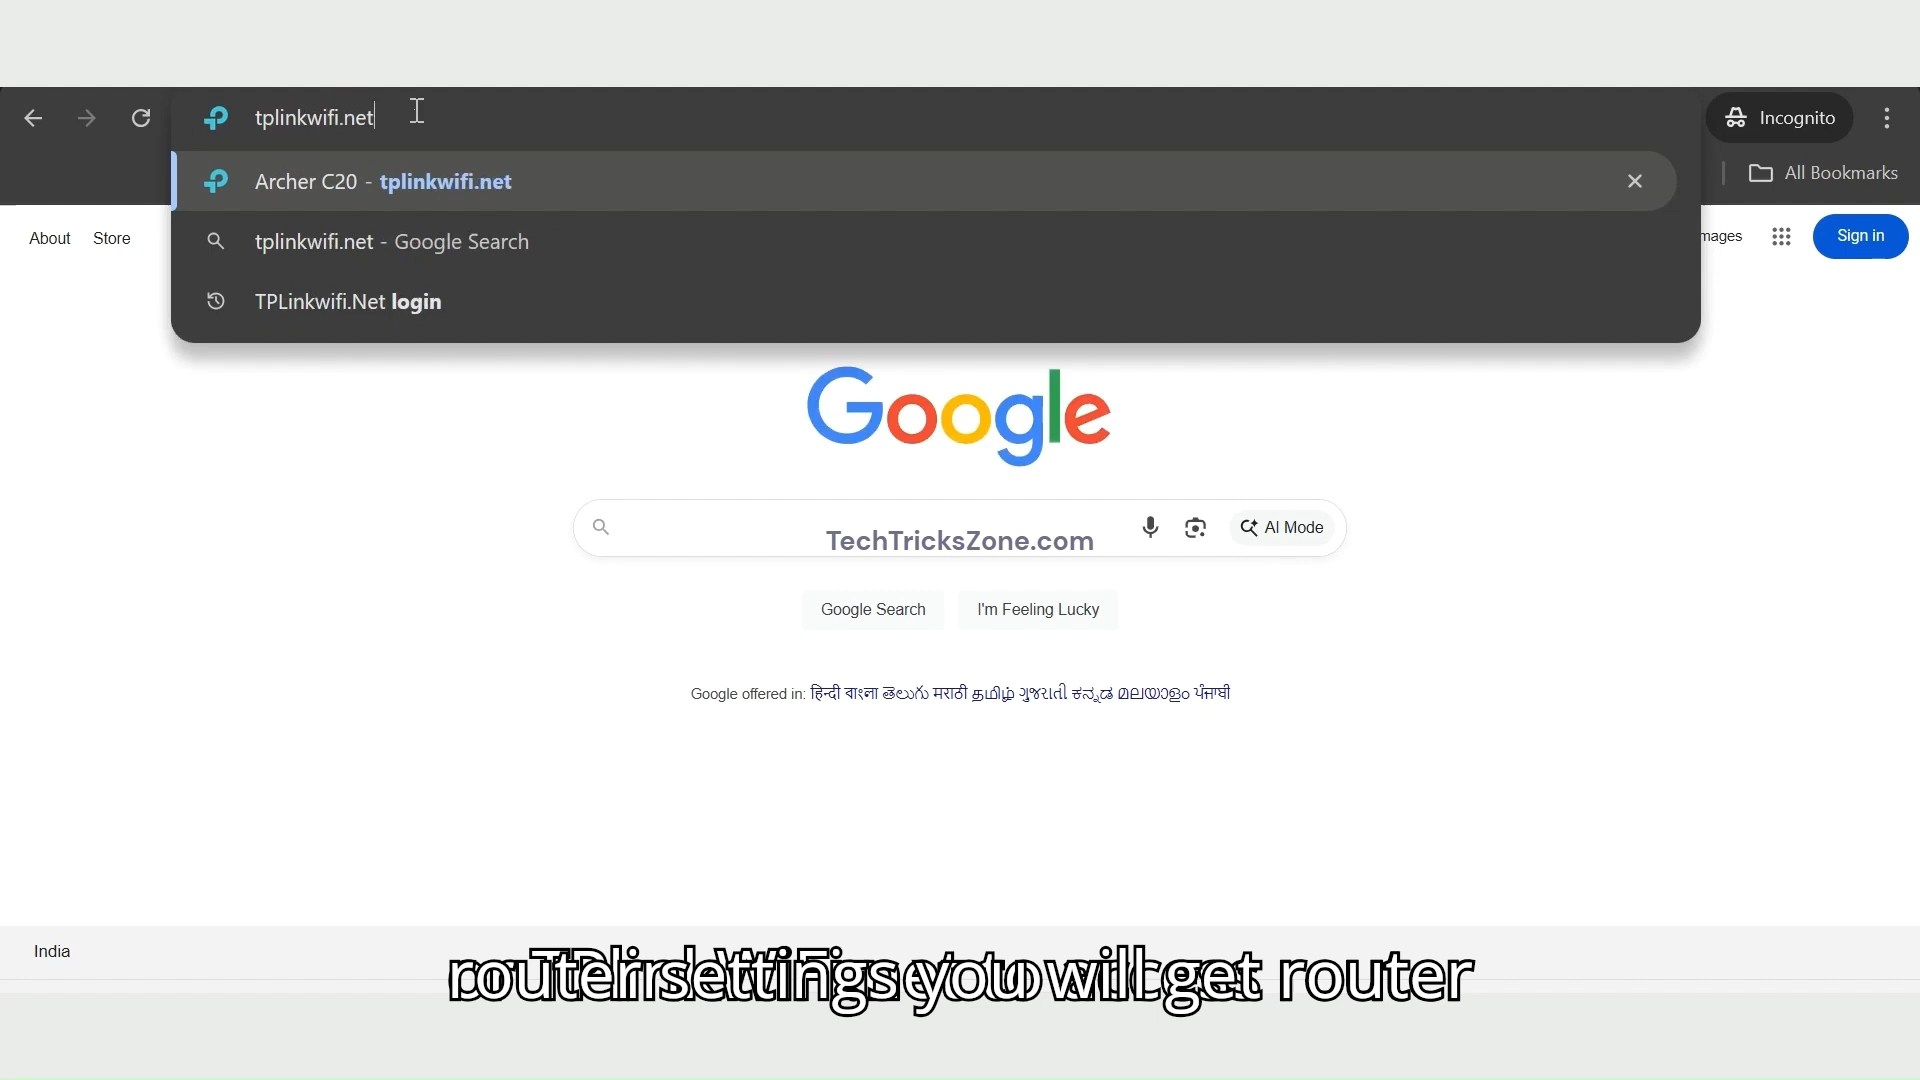 tplinkwifi.net
Incognito
Archer C20 - tplinkwifi.net
All Bookmarks
tplinkwifi.net - Google Search
TPLinkwifi.Net login
About Store
mages
Sign in
Google
AI Mode
TechTricksZone.com
Google Search I'm Feeling Lucky
Google offered in: हिन्दी বাংলা తెలుగు मराठी தமிழ் ગુજરાતી ಕನ್ನಡ മലയാളം ਪੰਜਾਬੀ
India
router settings you will get router